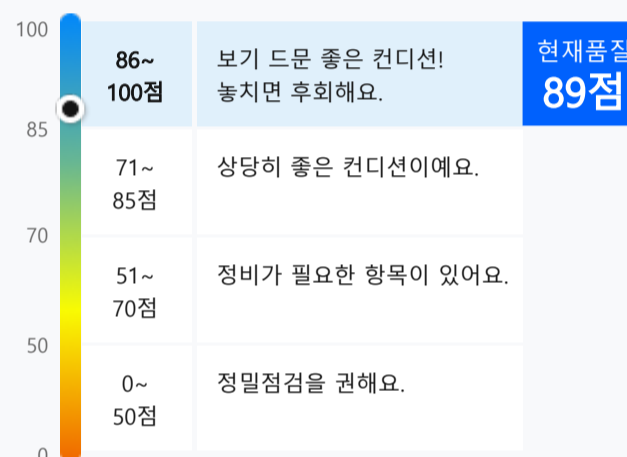 100
86~
100점
보기 드문 좋은 컨디션!
놓치면 후회해요.
현재품질
89점
85
71~
85점
상당히 좋은 컨디션이예요.
70
51~
70점
정비가 필요한 항목이 있어요.
50
0~
50점
정밀점검을 권해요.
0